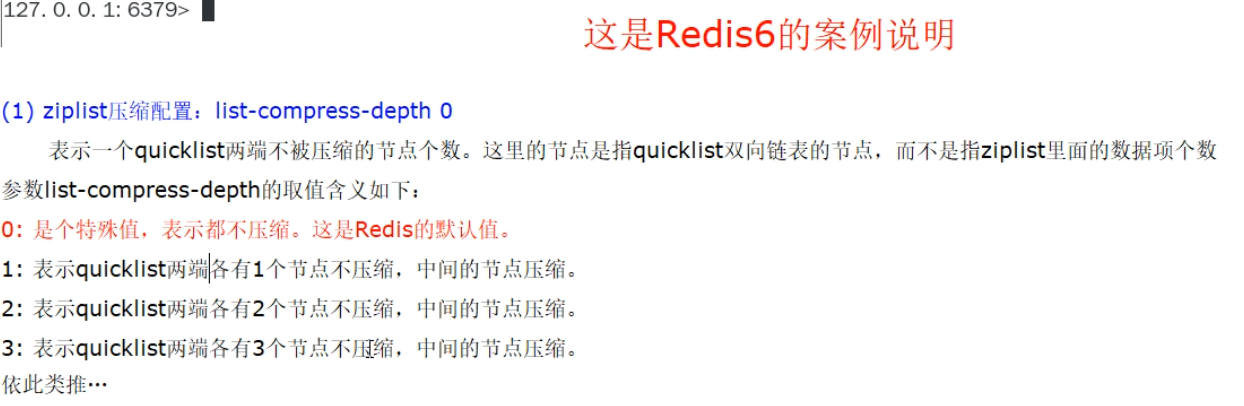 127.0.0.1:6379>
这是Redis6的案例说明
(1) ziplist压缩配置：list-compress-depth 0
表示一个quicklist两端不被压缩的节点个数。这里的节点是指quicklist双向链表的节点，而不是指ziplist里面的数据项个数
参数list-compress-depth的取值含义如下：
0: 是个特殊值，表示都不压缩。这是Redis的默认值。
1: 表示quicklist两端各有1个节点不压缩，中间的节点压缩。
2: 表示quicklist两端各有2个节点不压缩，中间的节点压缩。
3: 表示quicklist两端各有3个节点不压缩，中间的节点压缩。
依此类推…